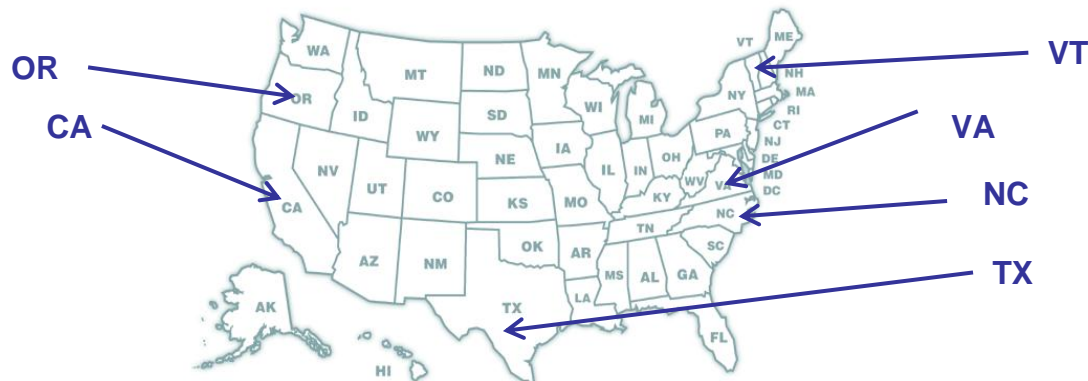 OR
CA
VT
VA
NC
TX
WA
OR
CA
NV
ID
MT
WY
UT
AZ
CO
NM
ND
SD
NE
KS
OK
TX
MN
IA
MO
AR
LA
WI
IL
MI
IN
OH
KY
TN
MS
AL
GA
FL
SC
NC
VA
WV
PA
NY
VT
ME
NH
MA
RI
CT
NJ
DE
MD
DC
AK
HI